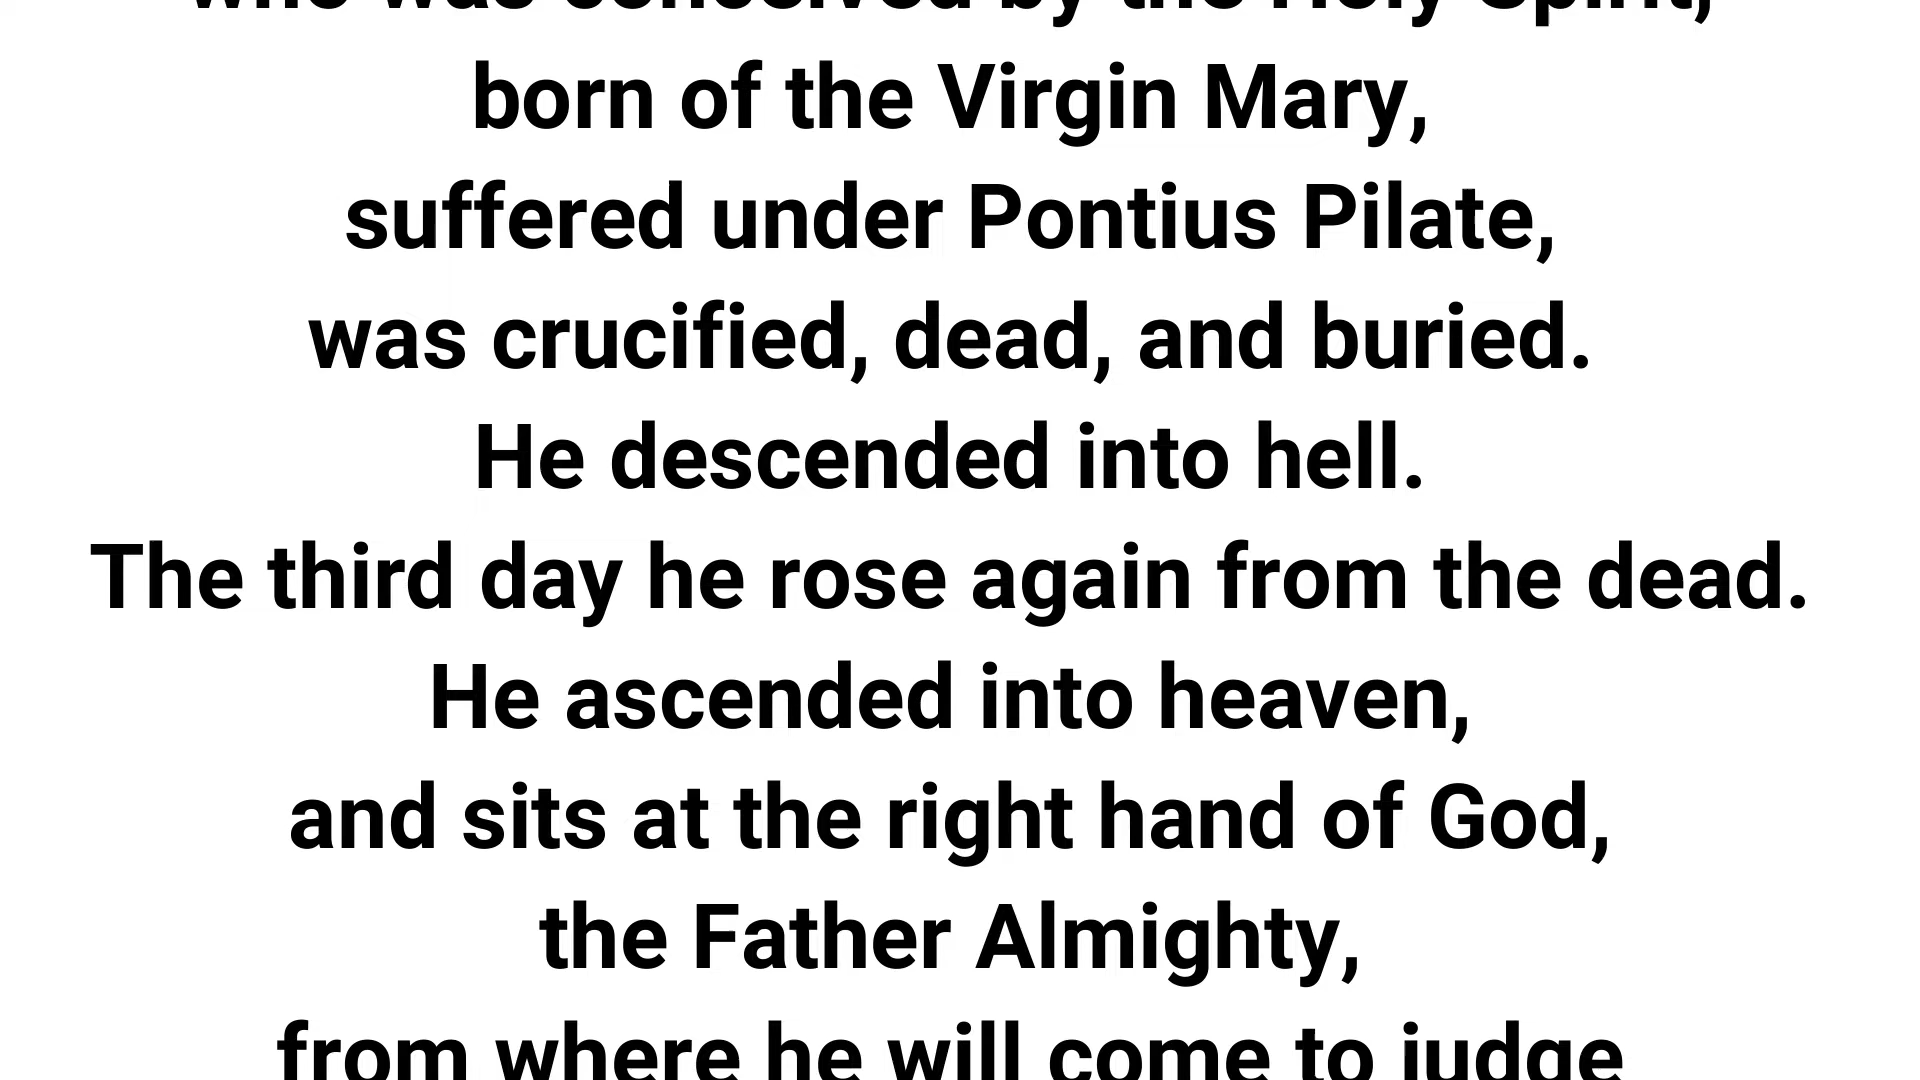 who was conceived by the Holy Spirit,
born of the Virgin Mary,
suffered under Pontius Pilate,
was crucified, dead, and buried.
He descended into hell.
The third day he rose again from the dead.
He ascended into heaven,
and sits at the right hand of God,
the Father Almighty,
from where he will come to judge